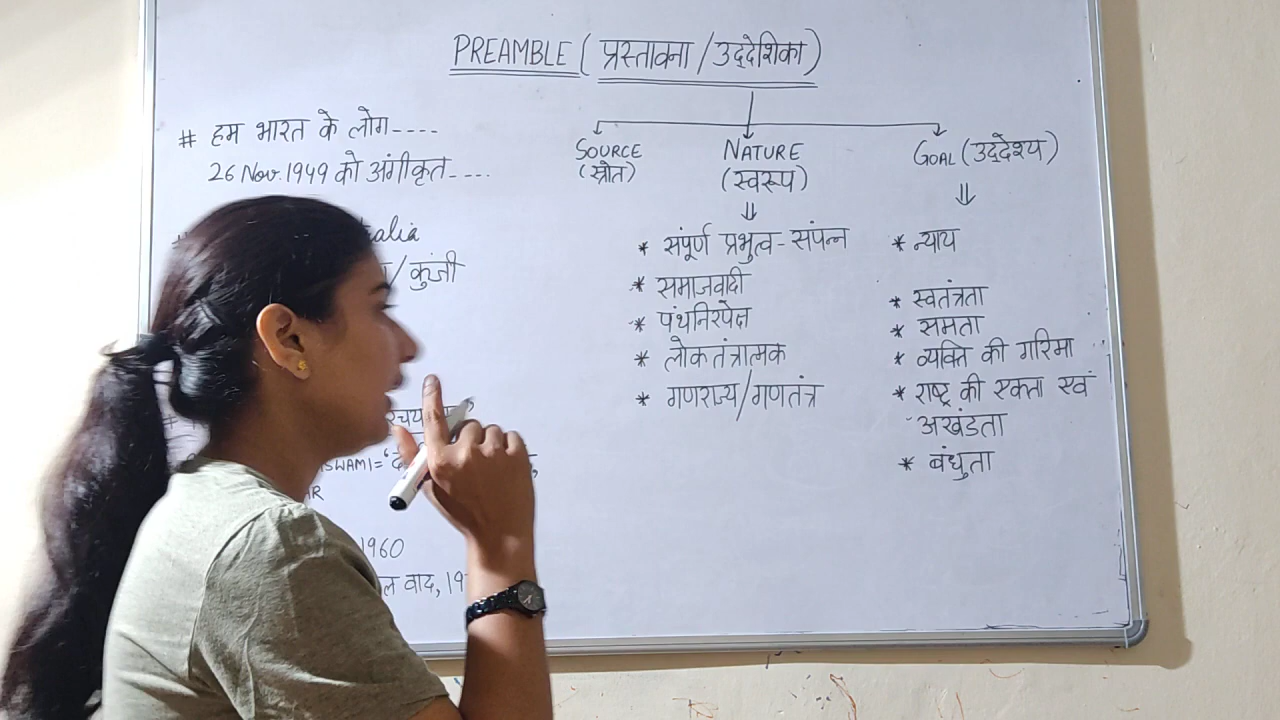 PREAMBLE (प्रस्तावना/उद्देशिका)
# हम भारत के लोग----
26 Nov. 1949 को अंगीकृत----
/कुंजी
1960
वाद, 19
SOURCE
(स्रोत)
NATURE
(स्वरूप)
* संपूर्ण प्रभुत्व-संपन्न
* समाजवादी
* पंथनिरपेक्ष
* लोकतंत्रात्मक
* गणराज्य/गणतंत्र
GOAL (उद्देश्य)
* न्याय
* स्वतंत्रता
* समता
* व्यक्ति की गरिमा
* राष्ट्र की एकता एवं
अखंडता
* बंधुता